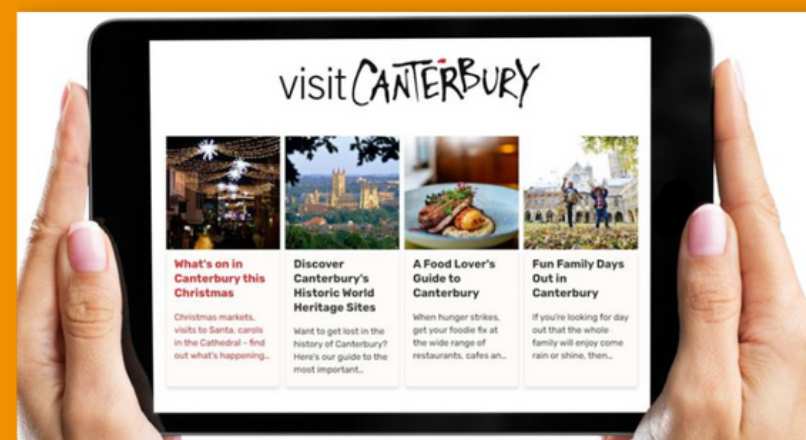 visit CANTERBURY
What's on in
Canterbury this
Christmas
Christmas markets,
visits to Santa, carols
in the Cathedral - find
out what's happening...
Discover
Canterbury's
Historic World
Heritage Sites
Want to get lost in the
history of Canterbury?
Here's our guide to the
most important...
A Food Lover's
Guide to
Canterbury
When hunger strikes,
get your foodie fix at
the wide range of
restaurants, cafes an...
Fun Family Days
Out in
Canterbury
If you're looking for day
out that the whole
family will enjoy come
rain or shine, then...